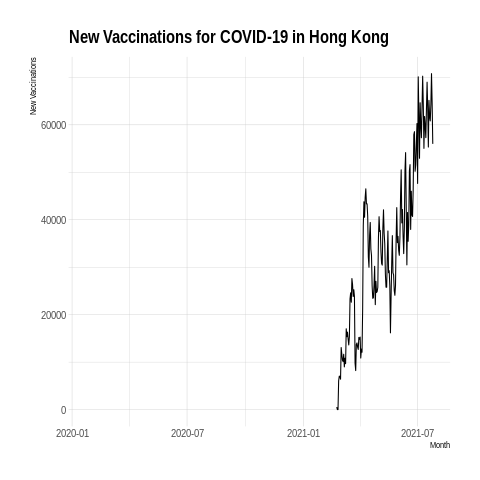 New Vaccinations for COVID-19 in Hong Kong
New Vaccinations
60000
40000
20000
0
2020-01 2020-07 2021-01 2021-07
Month